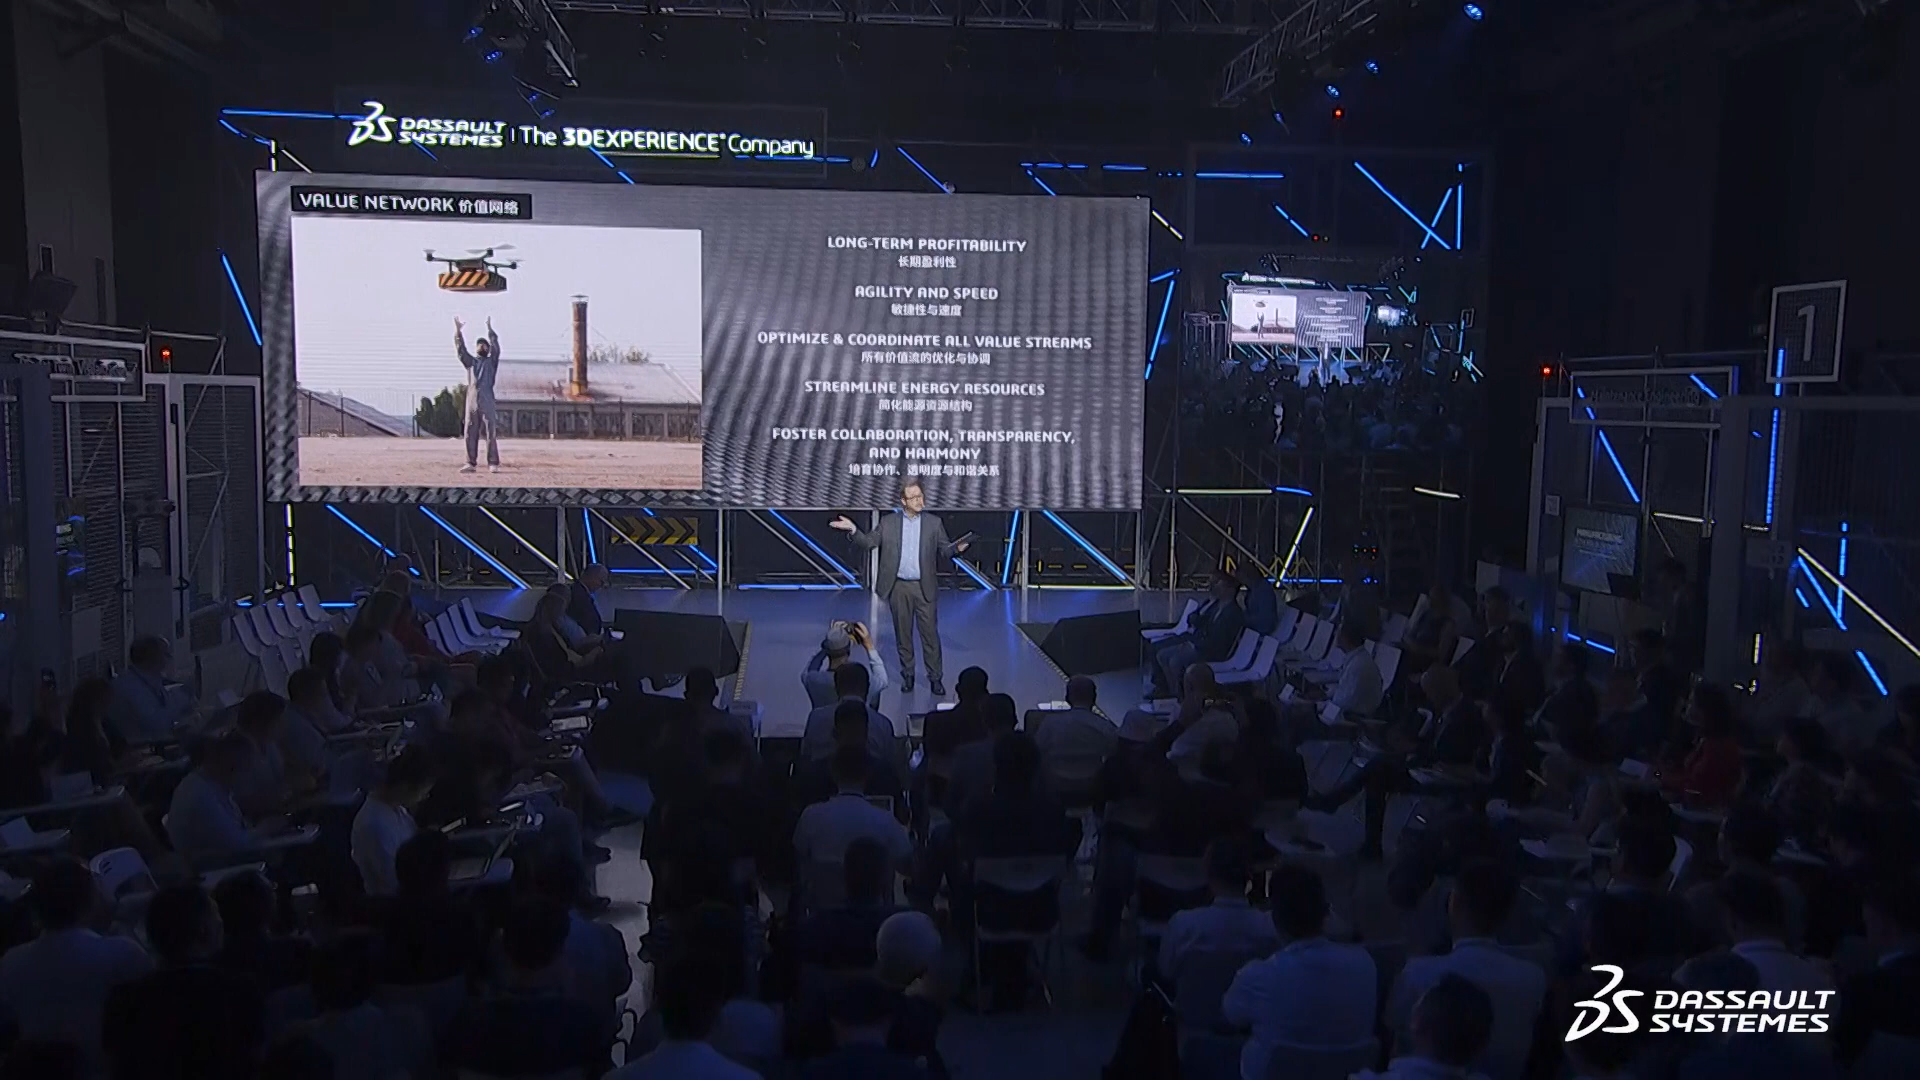 DASSAULT
SYSTEMES
The 3DEXPERIENCE® Company
VALUE NETWORK 价值网络
LONG-TERM PROFITABILITY
长期盈利性
AGILITY AND SPEED
敏捷性与速度
OPTIMIZE & COORDINATE ALL VALUE STREAMS
所有价值流的优化与协调
STREAMLINE ENERGY RESOURCES
简化能源资源结构
FOSTER COLLABORATION, TRANSPARENCY,
AND HARMONY
培育协作、透明度与和谐关系
1
DASSAULT
SYSTEMES